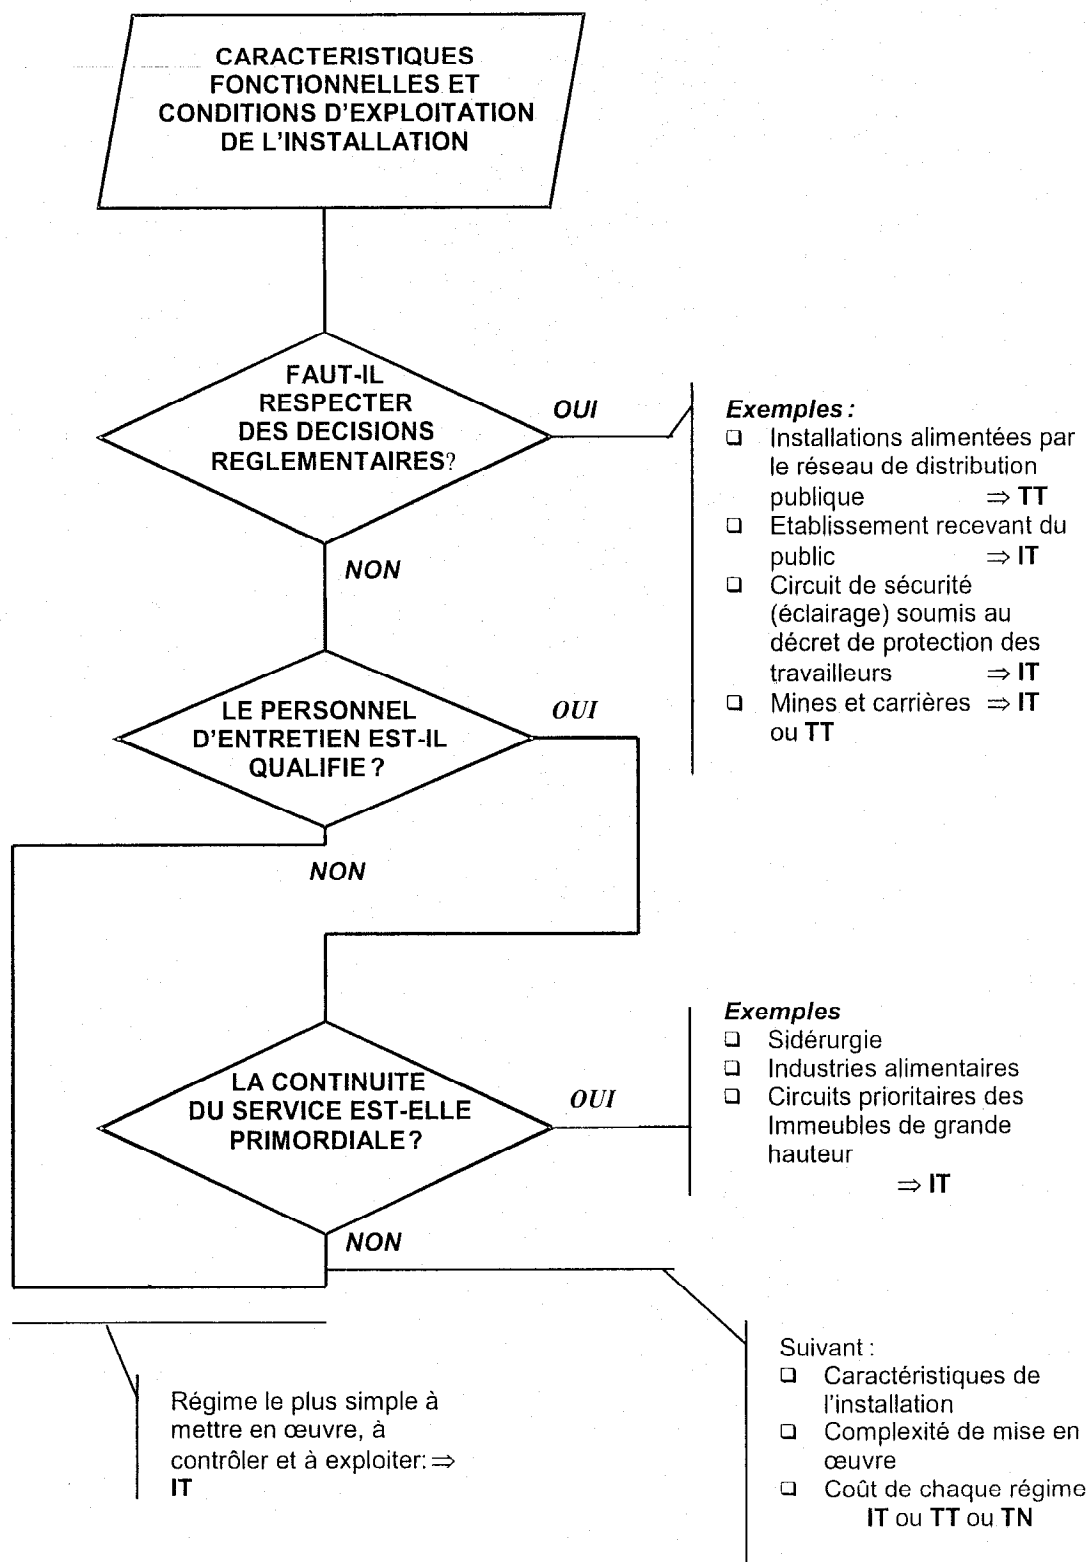 CARACTERISTIQUES
FONCTIONNELLES ET
CONDITIONS D'EXPLOITATION
DE L'INSTALLATION
FAUT-IL
RESPECTER
DES DECISIONS
REGLEMENTAIRES?
OUI
NON
Exemples :
❑ Installations alimentées par
le réseau de distribution
publique ⇒ TT
❑ Etablissement recevant du
public ⇒ IT
❑ Circuit de sécurité
(éclairage) soumis au
décret de protection des
travailleurs ⇒ IT
❑ Mines et carrières ⇒ IT
ou TT
LE PERSONNEL
D'ENTRETIEN EST-IL
QUALIFIE ?
OUI
NON
LA CONTINUITE
DU SERVICE EST-ELLE
PRIMORDIALE ?
OUI
NON
Exemples
❑ Sidérurgie
❑ Industries alimentaires
❑ Circuits prioritaires des
Immeubles de grande
hauteur
⇒ IT
Régime le plus simple à
mettre en œuvre, à
contrôler et à exploiter: ⇒
IT
Suivant :
❑ Caractéristiques de
l'installation
❑ Complexité de mise en
œuvre
❑ Coût de chaque régime
IT ou TT ou TN